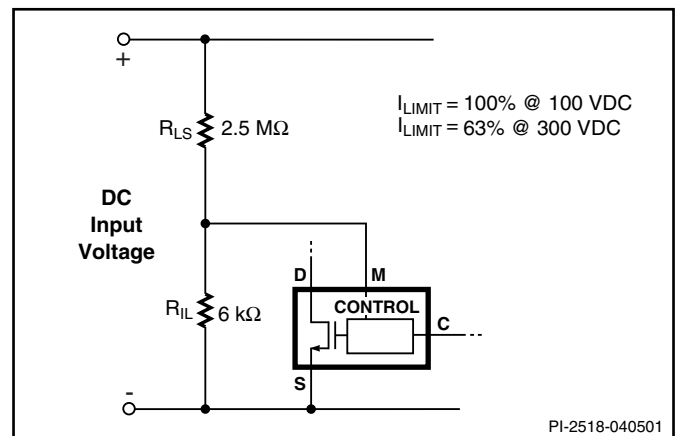 +
R_LS 2.5 MΩ
I_LIMIT = 100% @ 100 VDC
I_LIMIT = 63% @ 300 VDC
DC
Input
Voltage
D M
CONTROL
C
R_IL 6 kΩ
S
-
PI-2518-040501